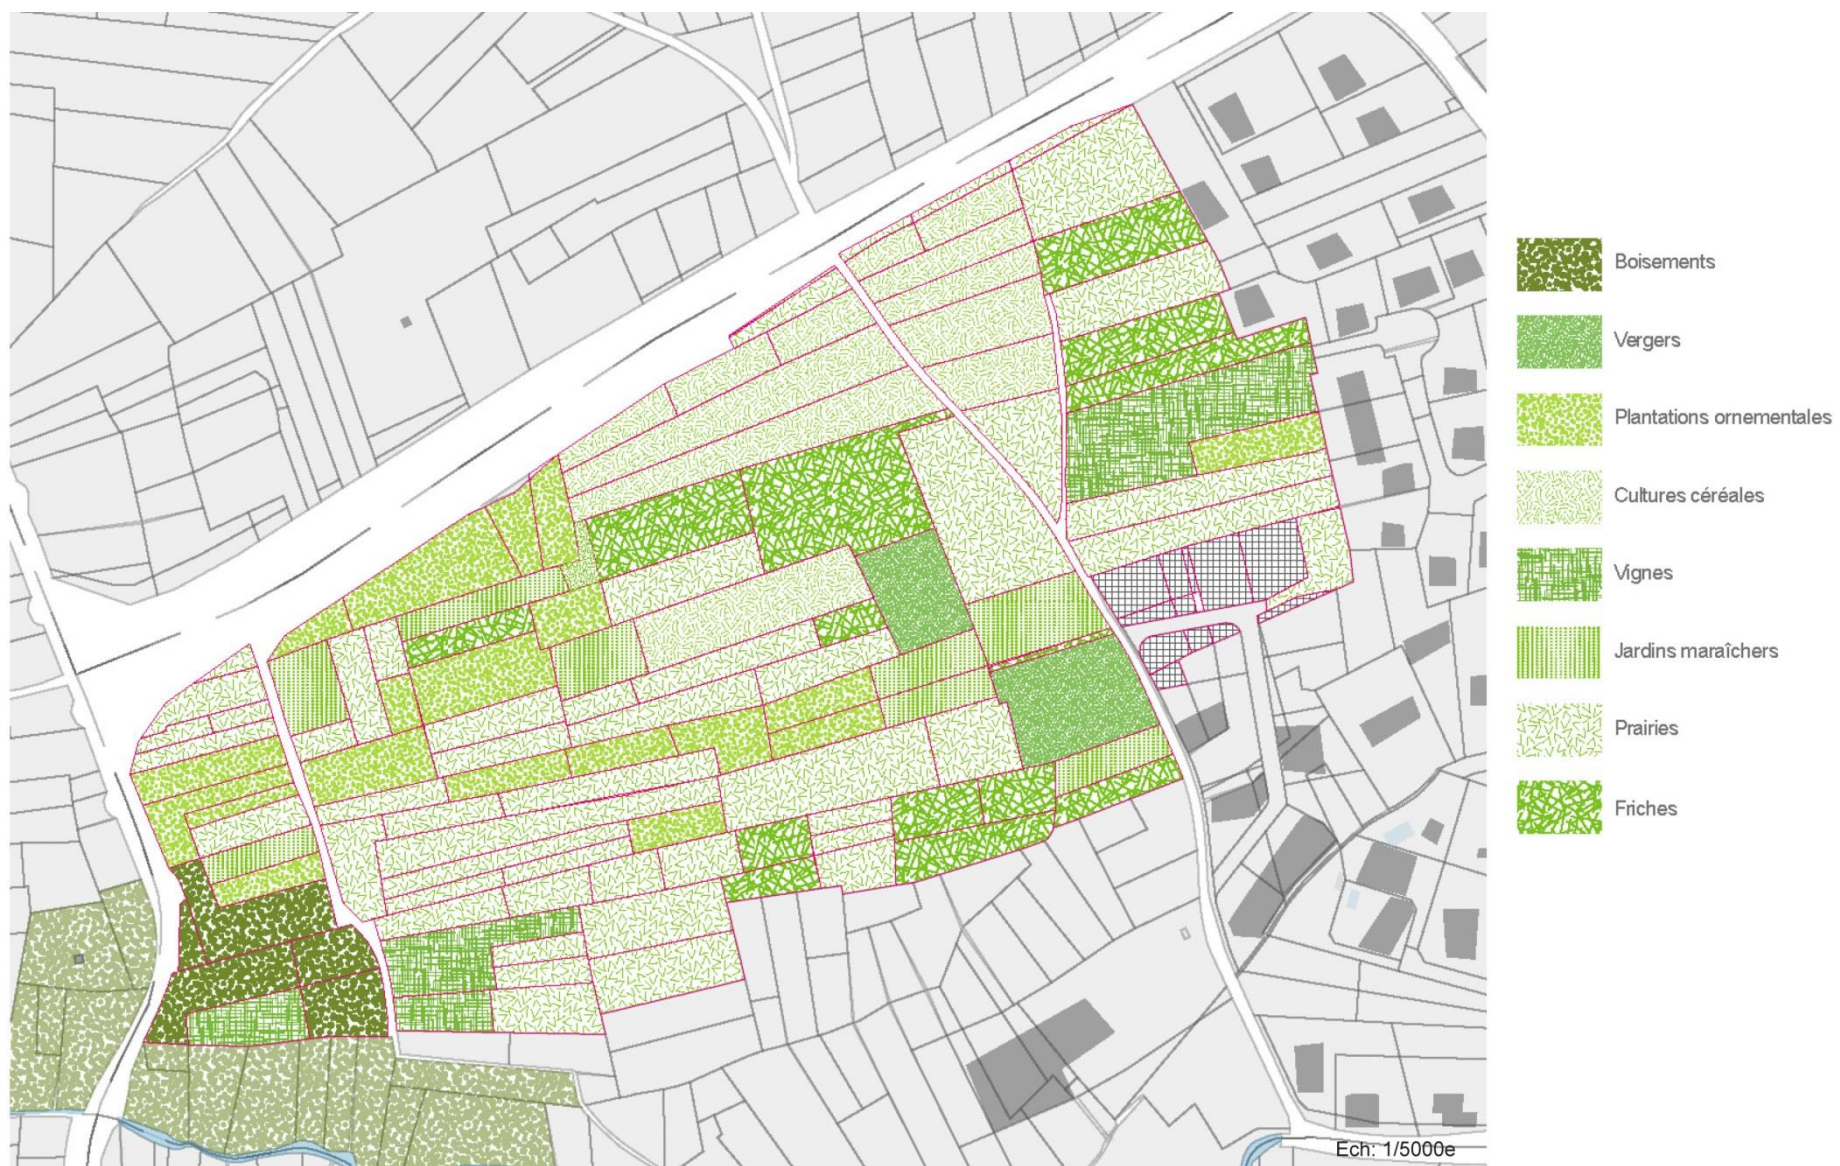 Boisements
Vergers
Plantations ornementales
Cultures céréales
Vignes
Jardins maraîchers
Prairies
Friches
Ech: 1/5000e